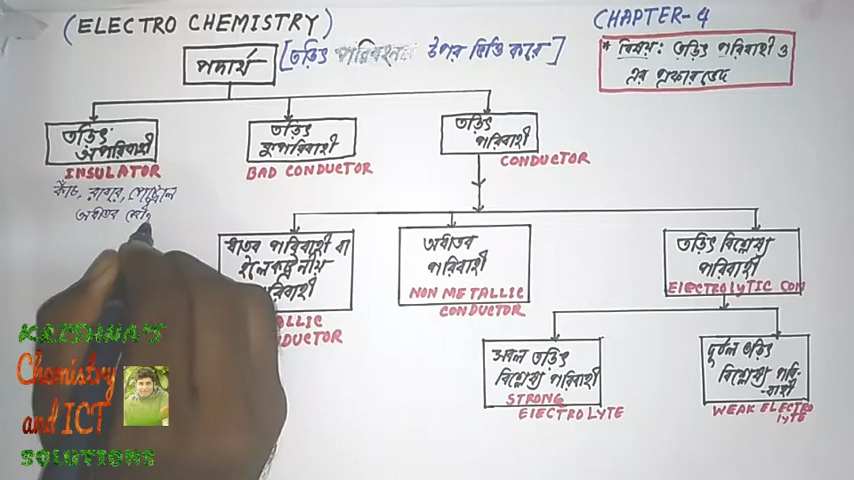 (ELECTRO CHEMISTRY)
CHAPTER-4
পদার্থ [তড়িৎ পরিবহনের উপর ভিত্তি করে]
* বিষয়: তড়িৎ পরিবাহী ও
এর প্রকারভেদ
তড়িৎ
অপরিবাহী
INSULATOR
কাঁচ, রাবার, পেট্রোল
অধাতব
তড়িৎ
কুপরিবাহী
BAD CONDUCTOR
তড়িৎ
পরিবাহী
CONDUCTOR
ধাতব পরিবাহী বা
ইলেকট্রনীয়
পরিবাহী
ALLIC
DUCTOR
অধাতব
পরিবাহী
NON METALLIC
CONDUCTOR
তড়িৎ বিশ্লেষ্য
পরিবাহী
ELECTROLYTIC CON
সবল তড়িৎ
বিশ্লেষ্য পরিবাহী
STRONG
ElECTROLYTE
দুর্বল তড়িৎ
বিশ্লেষ্য পরি-
-বাহী
WEAK ELECTRO
lyTE
KRISHNA'S
Chemistry
and ICT
SOLUTIONS